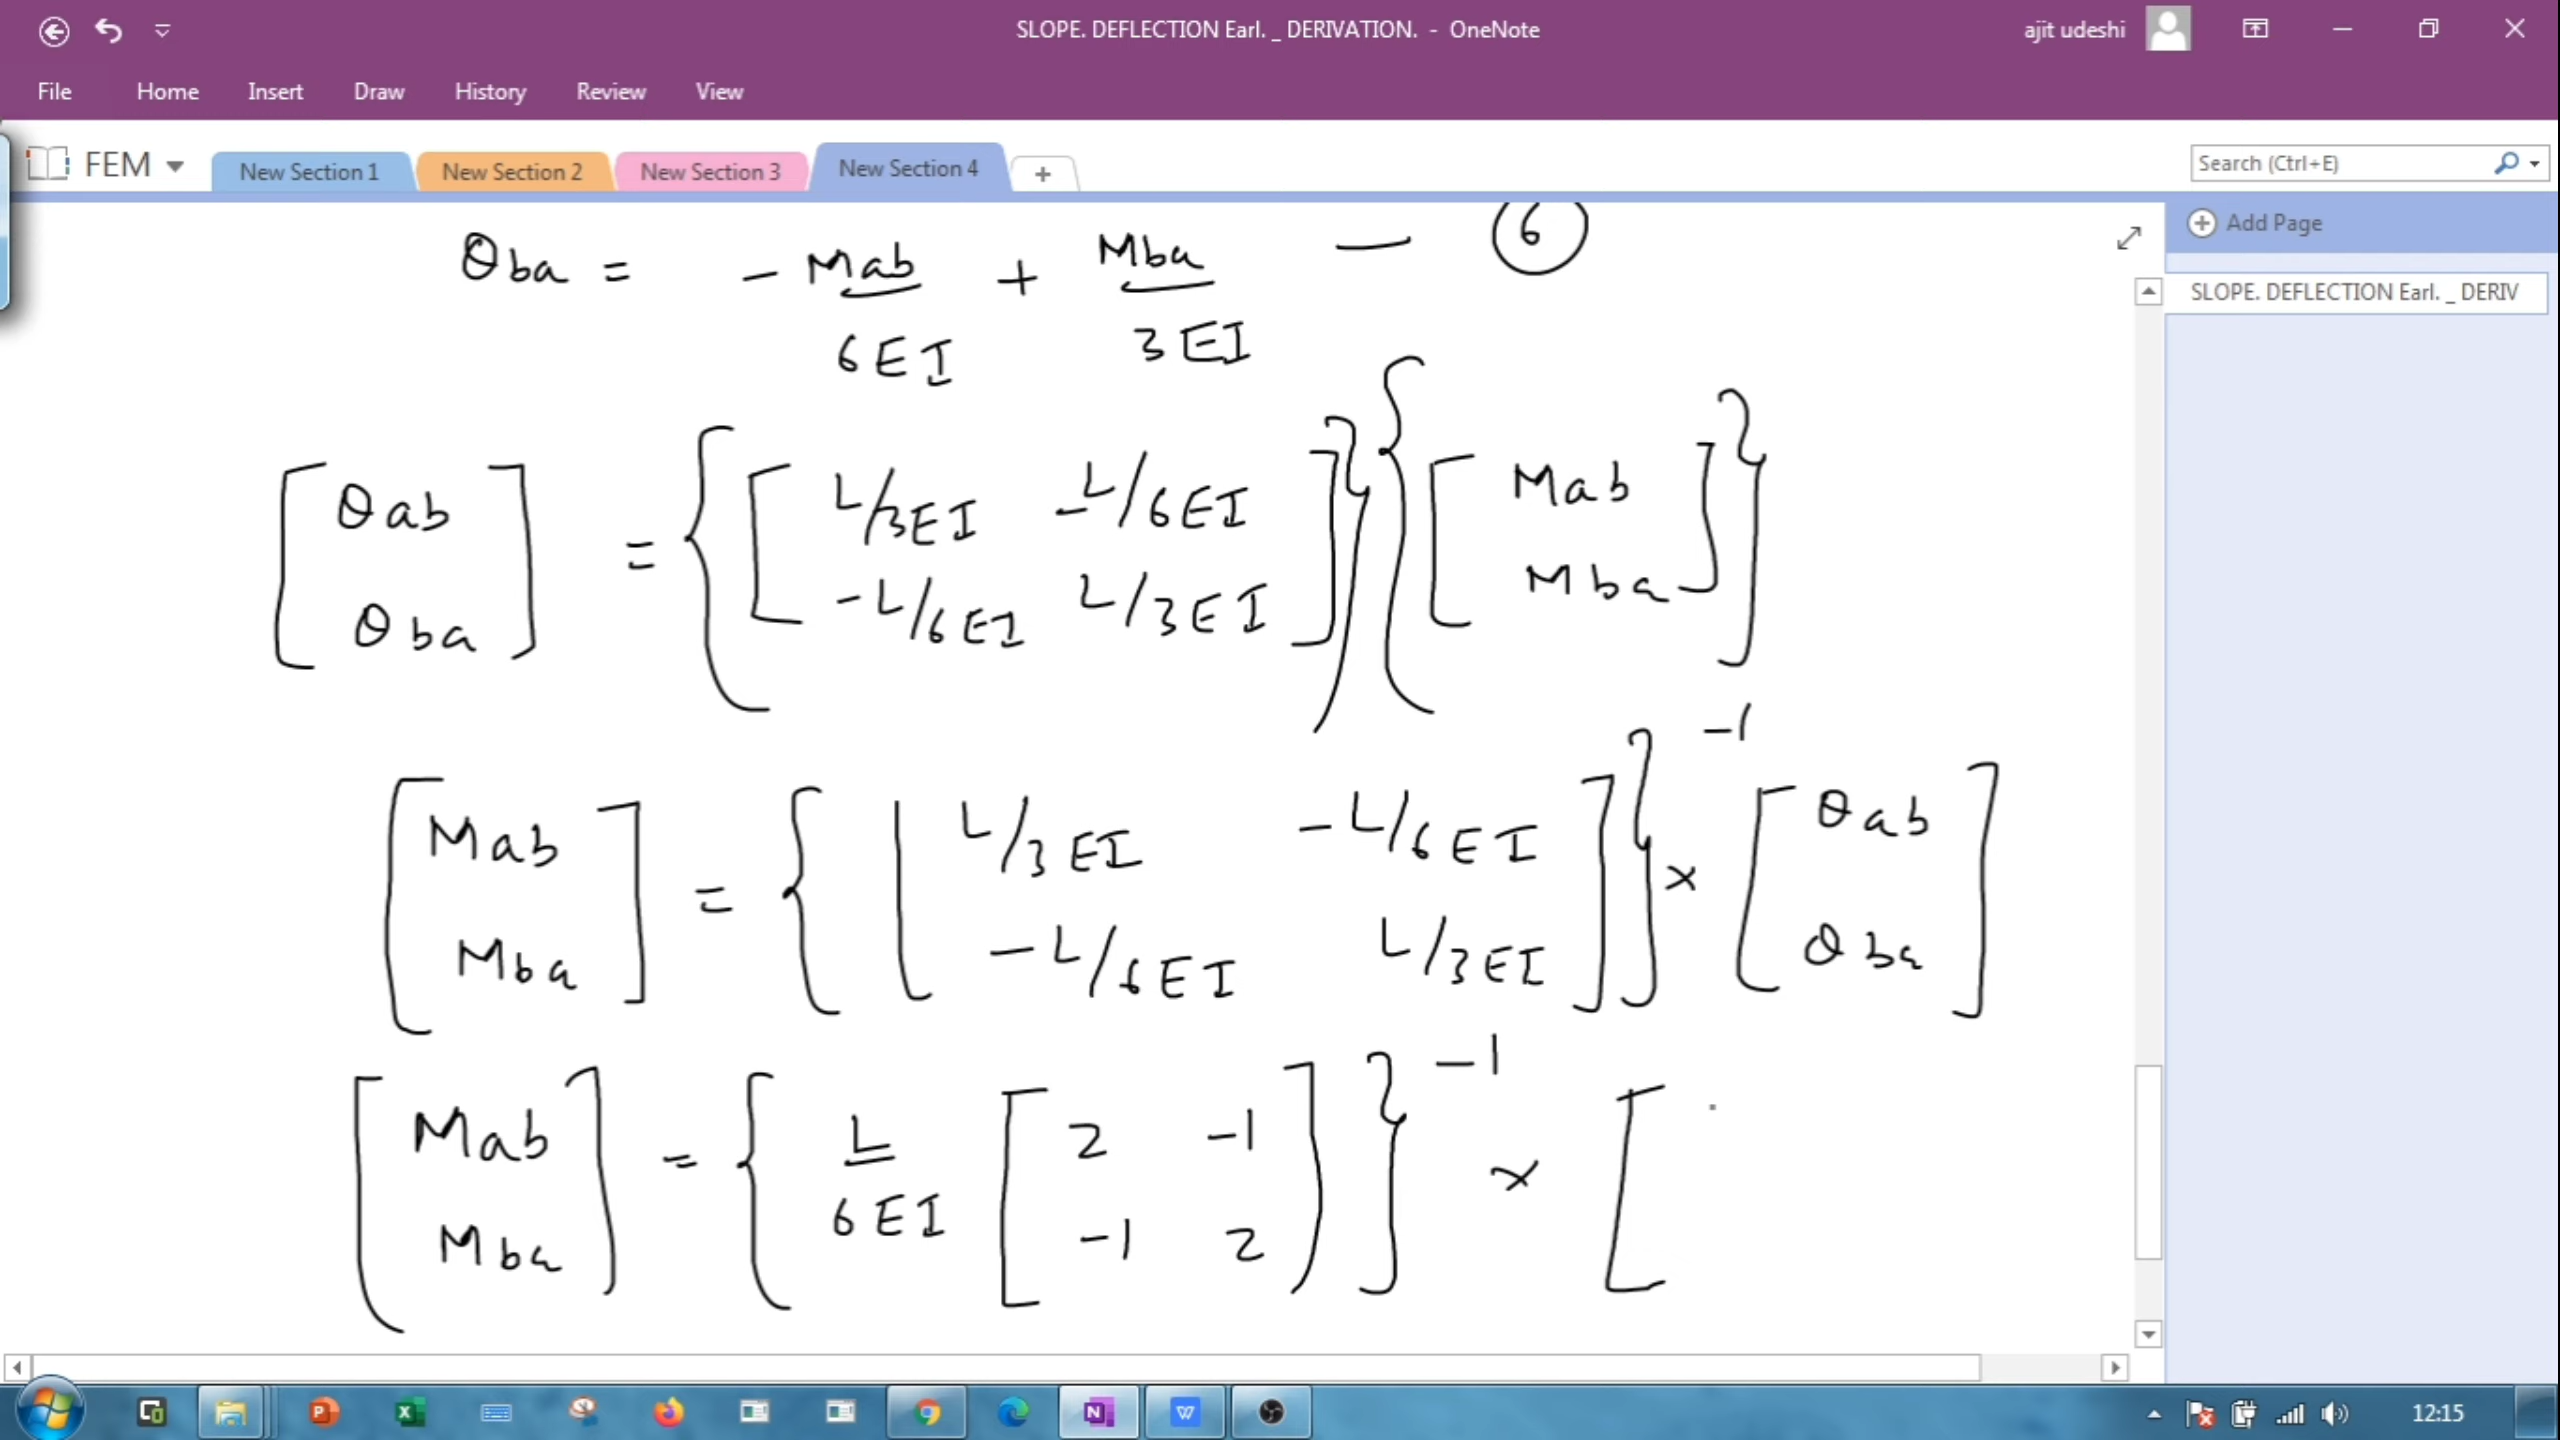 SLOPE. DEFLECTION Earl. _ DERIVATION. - OneNote
ajit udeshi
File Home Insert Draw History Review View
FEM New Section 1 New Section 2 New Section 3 New Section 4 +
Search (Ctrl+E)
Add Page
SLOPE. DEFLECTION Earl. _ DERIV
θba = - Mab/6EI + Mba/3EI — 6
[θab θba] = {[L/3EI -L/6EI
-L/6EI L/3EI]} {[Mab Mba]}
[Mab Mba] = {[L/3EI -L/6EI
-L/6EI L/3EI]}-1 x [θab θba]
[Mab Mba] = {L/6EI [2 -1
-1 2]}-1 x [
12:15